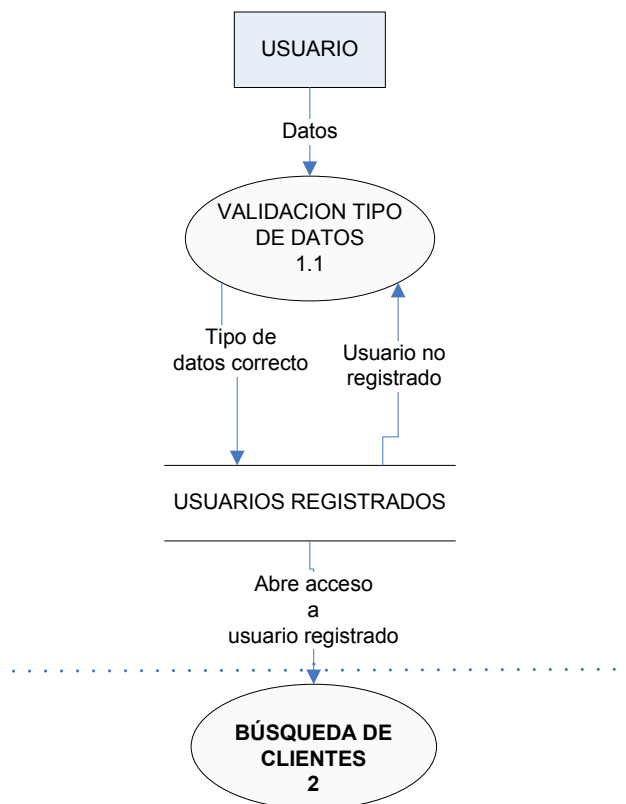 USUARIO
Datos
VALIDACION TIPO
DE DATOS
1.1
Tipo de
datos correcto
Usuario no
registrado
USUARIOS REGISTRADOS
Abre acceso
a
usuario registrado
BÚSQUEDA DE
CLIENTES
2